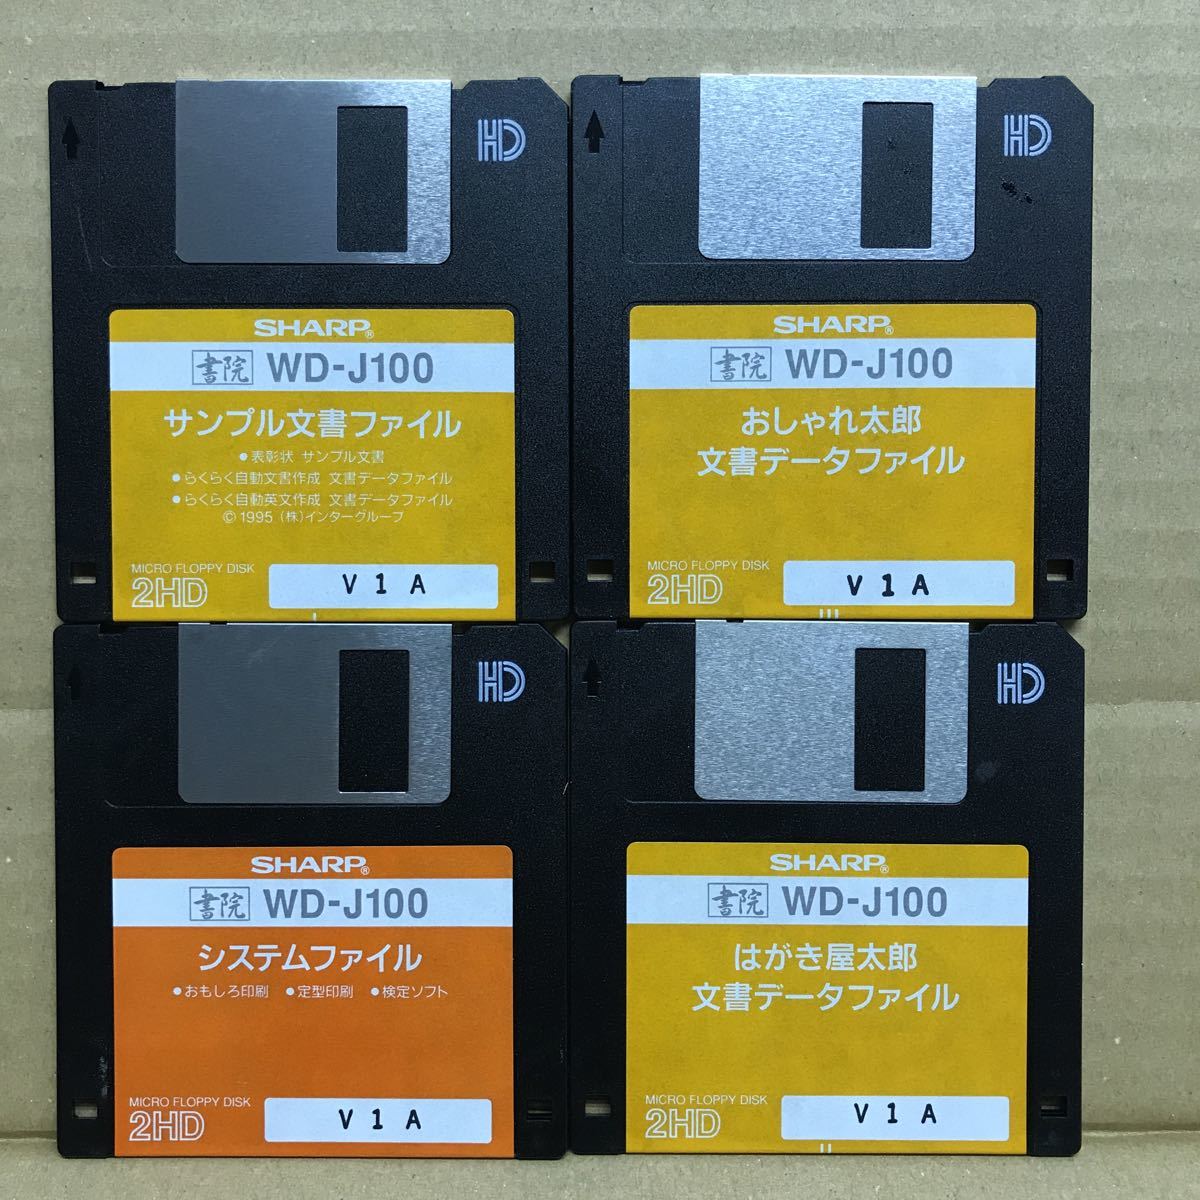 HD
SHARP®
書院 WD-J100
サンプル文書ファイル
●表彰状 サンプル文書
●らくらく自動文書作成 文書データファイル
●らくらく自動英文作成 文書データファイル
©1995 (株)インターグループ
MICRO FLOPPY DISK
2HD
V 1 A
I
HD
SHARP®
書院 WD-J100
おしゃれ太郎
文書データファイル
MICRO FLOPPY DISK
2HD
V 1 A
III
HD
SHARP®
書院 WD-J100
システムファイル
●おもしろ印刷 ●定型印刷 ●検定ソフト
MICRO FLOPPY DISK
2HD
V 1 A
HD
SHARP®
書院 WD-J100
はがき屋太郎
文書データファイル
MICRO FLOPPY DISK
2HD
V 1 A
II